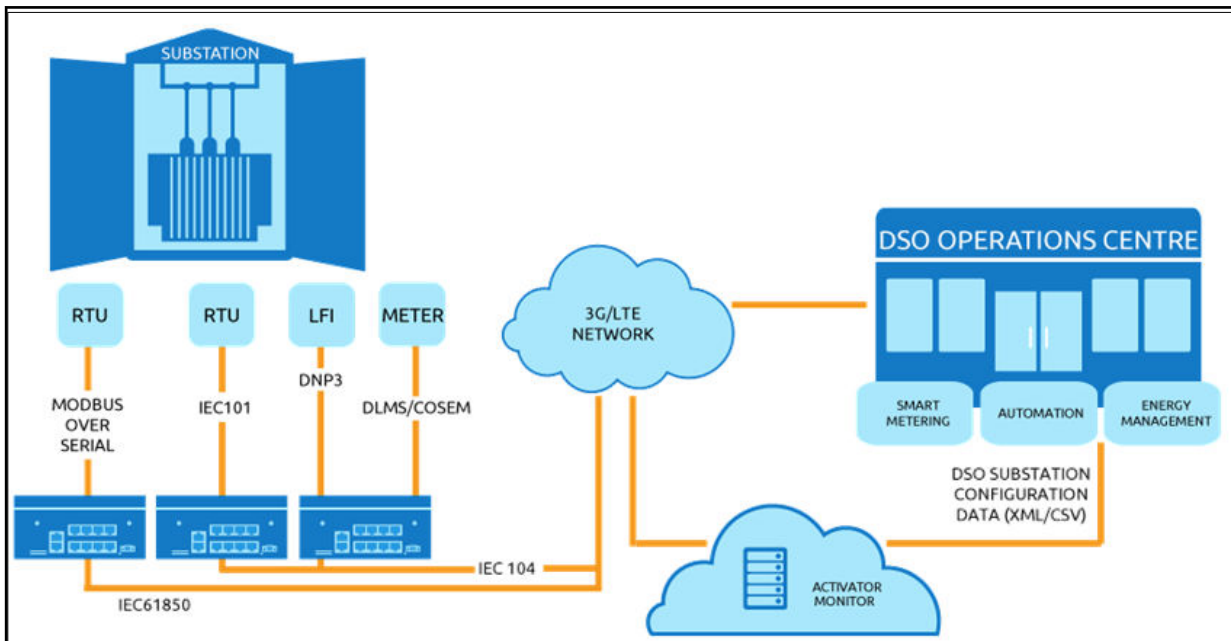 SUBSTATION
DSO OPERATIONS CENTRE
RTU
RTU
LFI
METER
3G/LTE
NETWORK
DNP3
MODBUS
OVER
SERIAL
IEC101
DLMS/COSEM
SMART
METERING
AUTOMATION
ENERGY
MANAGEMENT
DSO SUBSTATION
CONFIGURATION
DATA (XML/CSV)
IEC 104
IEC61850
ACTIVATOR
MONITOR